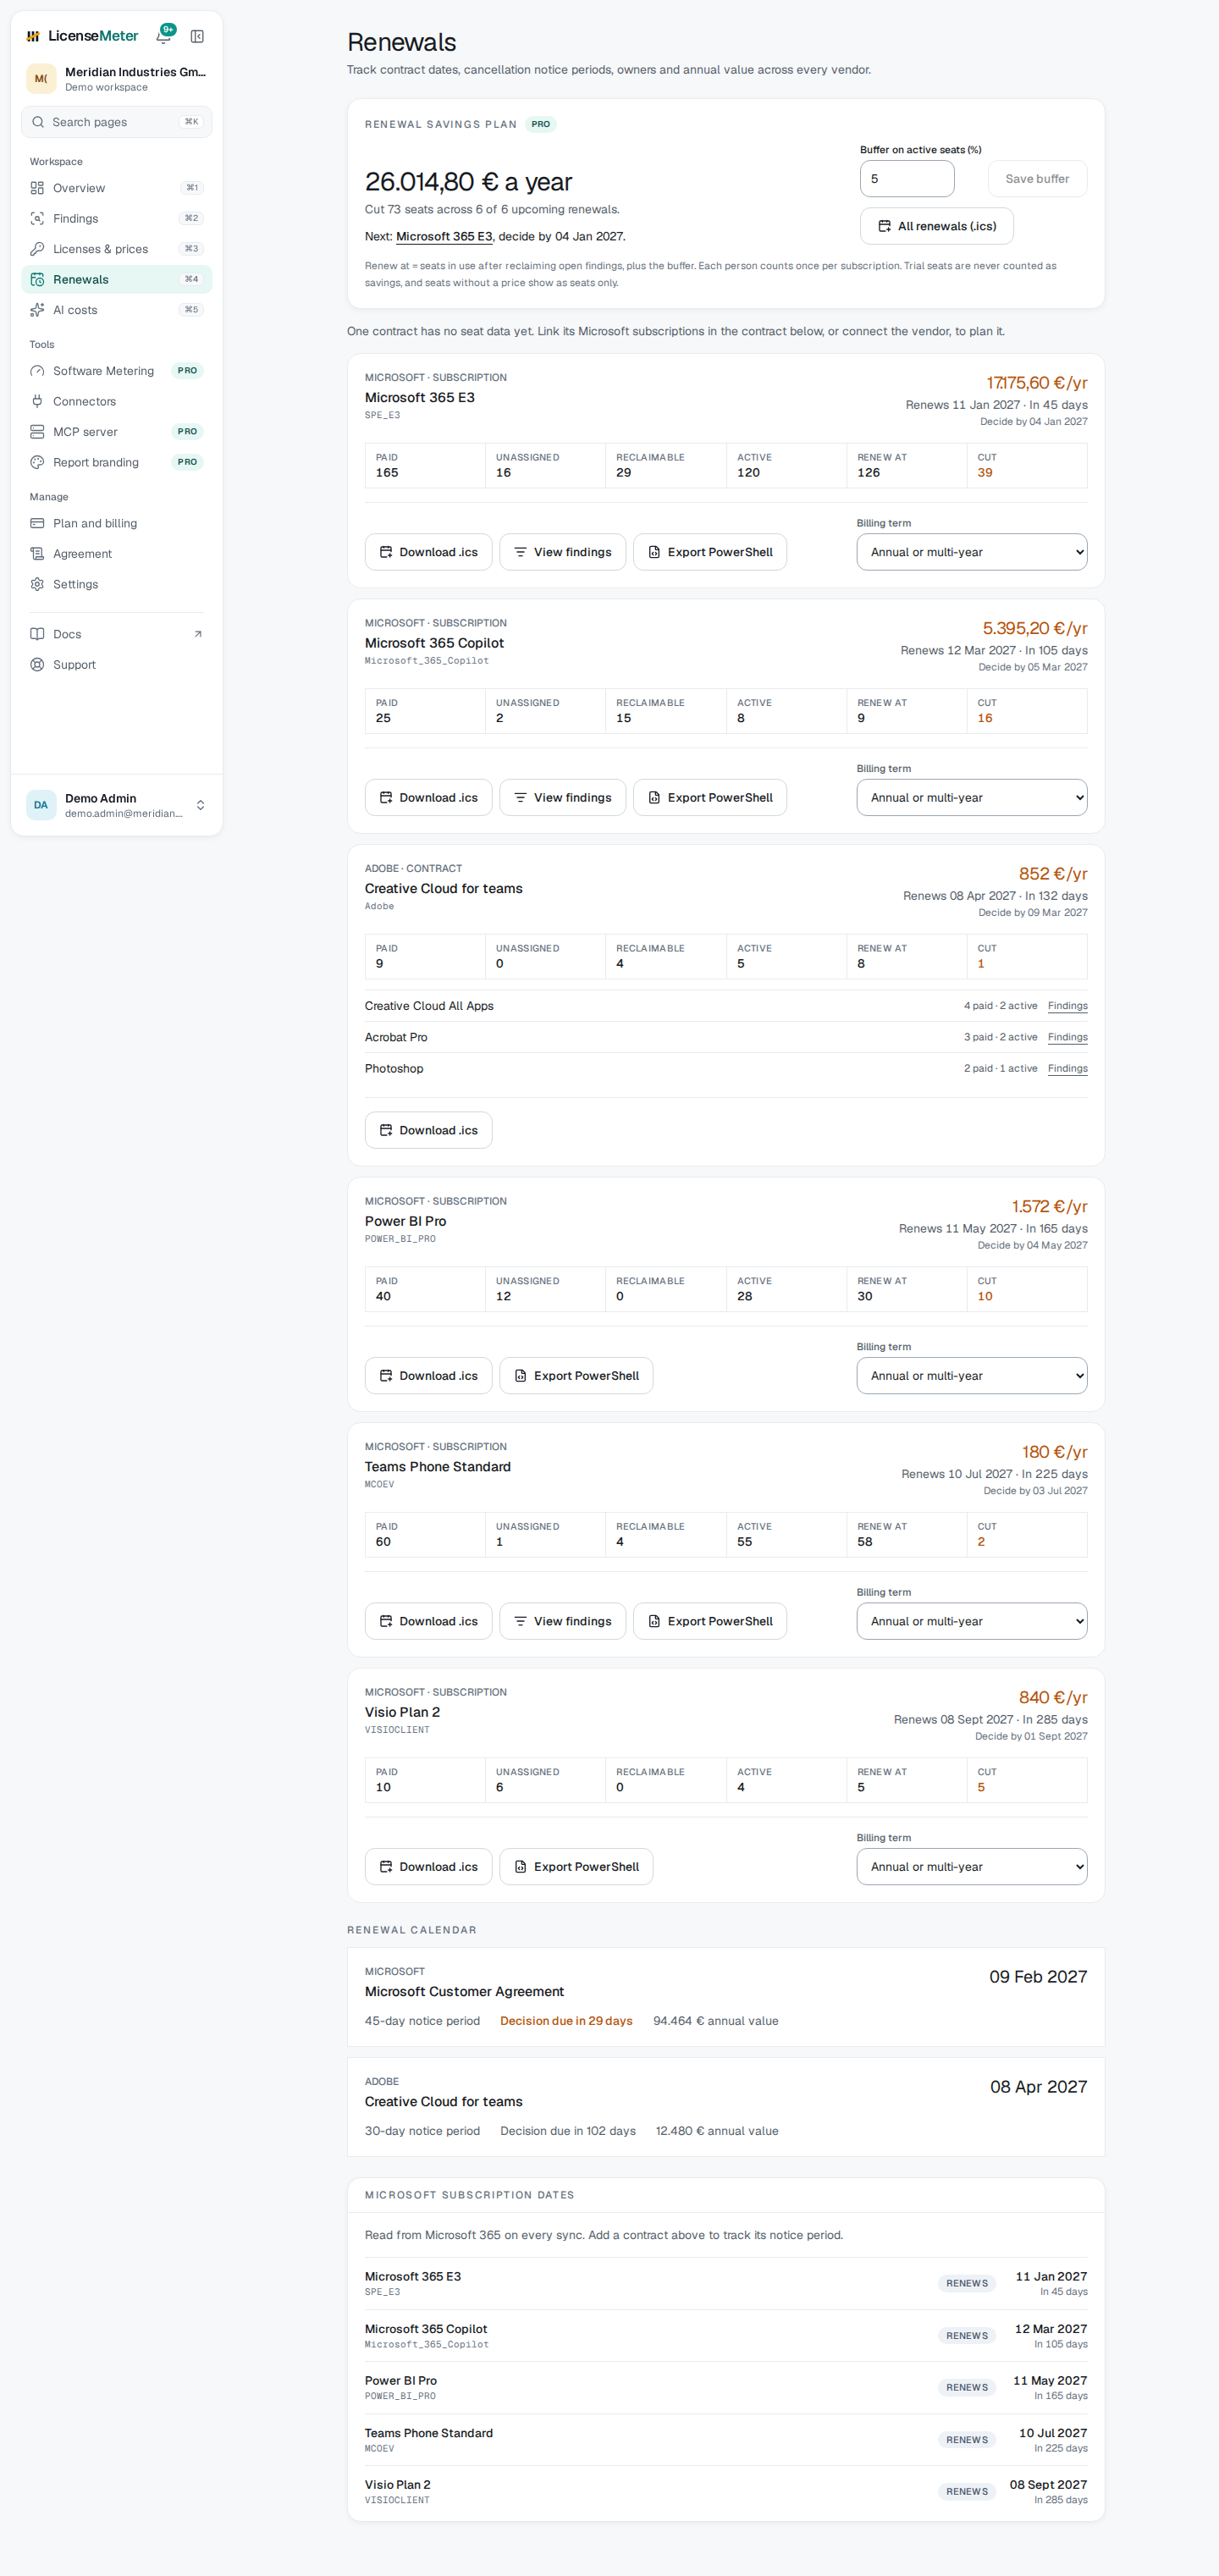 LicenseMeter
9+
M(
Meridian Industries Gm...
Demo workspace
Search pages
⌘K
Workspace
Overview ⌘1
Findings ⌘2
Licenses & prices ⌘3
Renewals ⌘4
AI costs ⌘5
Tools
Software Metering PRO
Connectors
MCP server PRO
Report branding PRO
Manage
Plan and billing
Agreement
Settings
Docs
Support
DA
Demo Admin
demo.admin@meridian...
Renewals
Track contract dates, cancellation notice periods, owners and annual value across every vendor.
RENEWAL SAVINGS PLAN PRO
26.014,80 € a year
Cut 73 seats across 6 of 6 upcoming renewals.
Next: Microsoft 365 E3, decide by 04 Jan 2027.
Buffer on active seats (%)
5
Save buffer
All renewals (.ics)
Renew at = seats in use after reclaiming open findings, plus the buffer. Each person counts once per subscription. Trial seats are never counted as
savings, and seats without a price show as seats only.
One contract has no seat data yet. Link its Microsoft subscriptions in the contract below, or connect the vendor, to plan it.
MICROSOFT · SUBSCRIPTION
Microsoft 365 E3
SPE_E3
17.175,60 €/yr
Renews 11 Jan 2027 · In 45 days
Decide by 04 Jan 2027
PAID UNASSIGNED RECLAIMABLE ACTIVE RENEW AT CUT
165 16 29 120 126 39
Billing term
Download .ics View findings Export PowerShell Annual or multi-year
MICROSOFT · SUBSCRIPTION
Microsoft 365 Copilot
Microsoft_365_Copilot
5.395,20 €/yr
Renews 12 Mar 2027 · In 105 days
Decide by 05 Mar 2027
PAID UNASSIGNED RECLAIMABLE ACTIVE RENEW AT CUT
25 2 15 8 9 16
Billing term
Download .ics View findings Export PowerShell Annual or multi-year
ADOBE · CONTRACT
Creative Cloud for teams
Adobe
852 €/yr
Renews 08 Apr 2027 · In 132 days
Decide by 09 Mar 2027
PAID UNASSIGNED RECLAIMABLE ACTIVE RENEW AT CUT
9 0 4 5 8 1
Creative Cloud All Apps 4 paid · 2 active Findings
Acrobat Pro 3 paid · 2 active Findings
Photoshop 2 paid · 1 active Findings
Download .ics
MICROSOFT · SUBSCRIPTION
Power BI Pro
POWER_BI_PRO
1.572 €/yr
Renews 11 May 2027 · In 165 days
Decide by 04 May 2027
PAID UNASSIGNED RECLAIMABLE ACTIVE RENEW AT CUT
40 12 0 28 30 10
Billing term
Download .ics Export PowerShell Annual or multi-year
MICROSOFT · SUBSCRIPTION
Teams Phone Standard
MCOEV
180 €/yr
Renews 10 Jul 2027 · In 225 days
Decide by 03 Jul 2027
PAID UNASSIGNED RECLAIMABLE ACTIVE RENEW AT CUT
60 1 4 55 58 2
Billing term
Download .ics View findings Export PowerShell Annual or multi-year
MICROSOFT · SUBSCRIPTION
Visio Plan 2
VISIOCLIENT
840 €/yr
Renews 08 Sept 2027 · In 285 days
Decide by 01 Sept 2027
PAID UNASSIGNED RECLAIMABLE ACTIVE RENEW AT CUT
10 6 0 4 5 5
Billing term
Download .ics Export PowerShell Annual or multi-year
RENEWAL CALENDAR
MICROSOFT
Microsoft Customer Agreement
09 Feb 2027
45-day notice period Decision due in 29 days 94.464 € annual value
ADOBE
Creative Cloud for teams
08 Apr 2027
30-day notice period Decision due in 102 days 12.480 € annual value
MICROSOFT SUBSCRIPTION DATES
Read from Microsoft 365 on every sync. Add a contract above to track its notice period.
Microsoft 365 E3
SPE_E3
RENEWS
11 Jan 2027
In 45 days
Microsoft 365 Copilot
Microsoft_365_Copilot
RENEWS
12 Mar 2027
In 105 days
Power BI Pro
POWER_BI_PRO
RENEWS
11 May 2027
In 165 days
Teams Phone Standard
MCOEV
RENEWS
10 Jul 2027
In 225 days
Visio Plan 2
VISIOCLIENT
RENEWS
08 Sept 2027
In 285 days